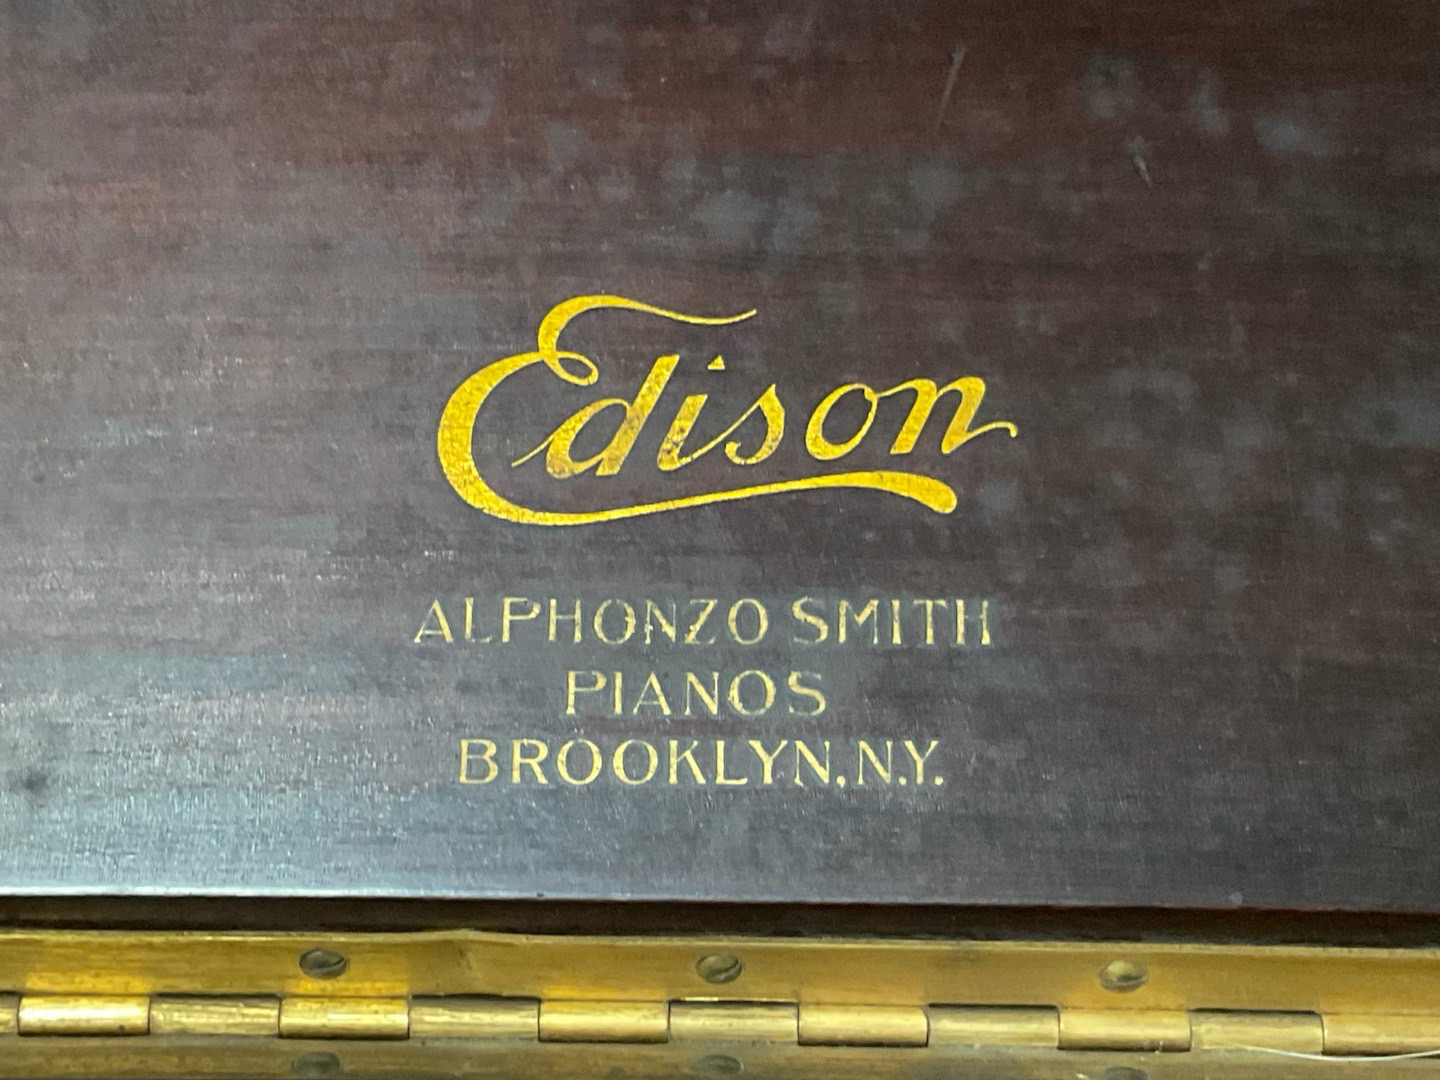 Edison
ALPHONZO SMITH
PIANOS
BROOKLYN, N.Y.